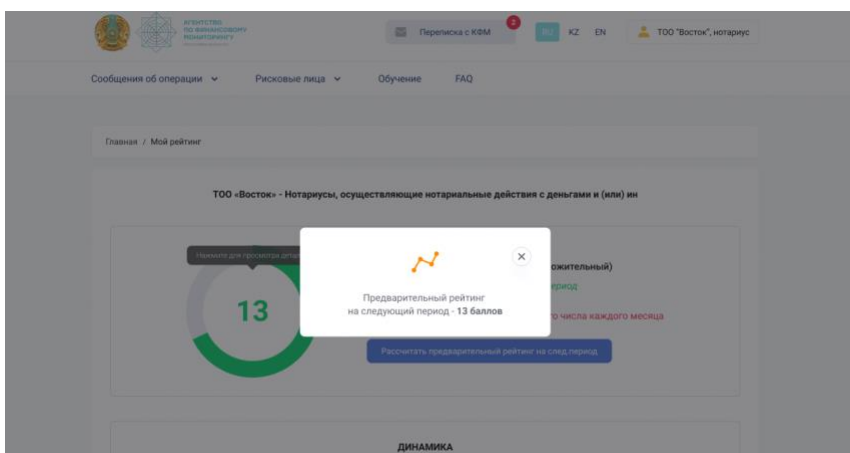 АГЕНТСТВО
ПО ФИНАНСОВОМУ
МОНИТОРИНГУ
Переписка с КФМ
2
RU KZ EN
ТОО "Восток", нотариус
Сообщения об операции Рисковые лица Обучение FAQ
Главная / Мой рейтинг
ТОО «Восток» - Нотариусы, осуществляющие нотариальные действия с деньгами и (или) ин
Нажмите для просмотра дета
13
ожительный)
ериод
го числа каждого месяца
Предварительный рейтинг
на следующий период - 13 баллов
Рассчитать предварительный рейтинг на след.период
ДИНАМИКА